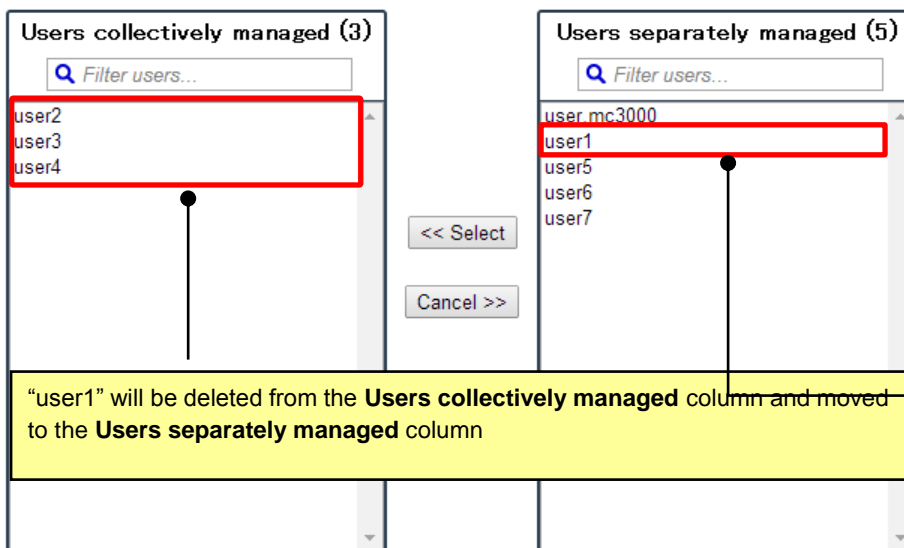 Users collectively managed (3)
Filter users...
user2
user3
user4
<< Select
Cancel >>
Users separately managed (5)
Filter users...
user.mc3000
user1
user5
user6
user7
“user1” will be deleted from the Users collectively managed column and moved
to the Users separately managed column